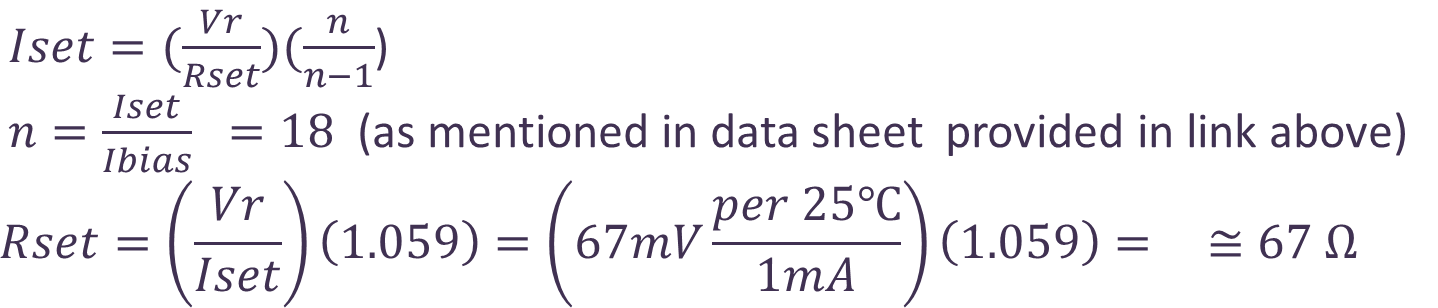 Iset = (Vr/Rset)(n/n−1)
n = Iset/Ibias = 18 (as mentioned in data sheet provided in link above)
Rset = (Vr/Iset)(1.059) = (67mV per 25℃/1mA)(1.059) = ≅ 67 Ω